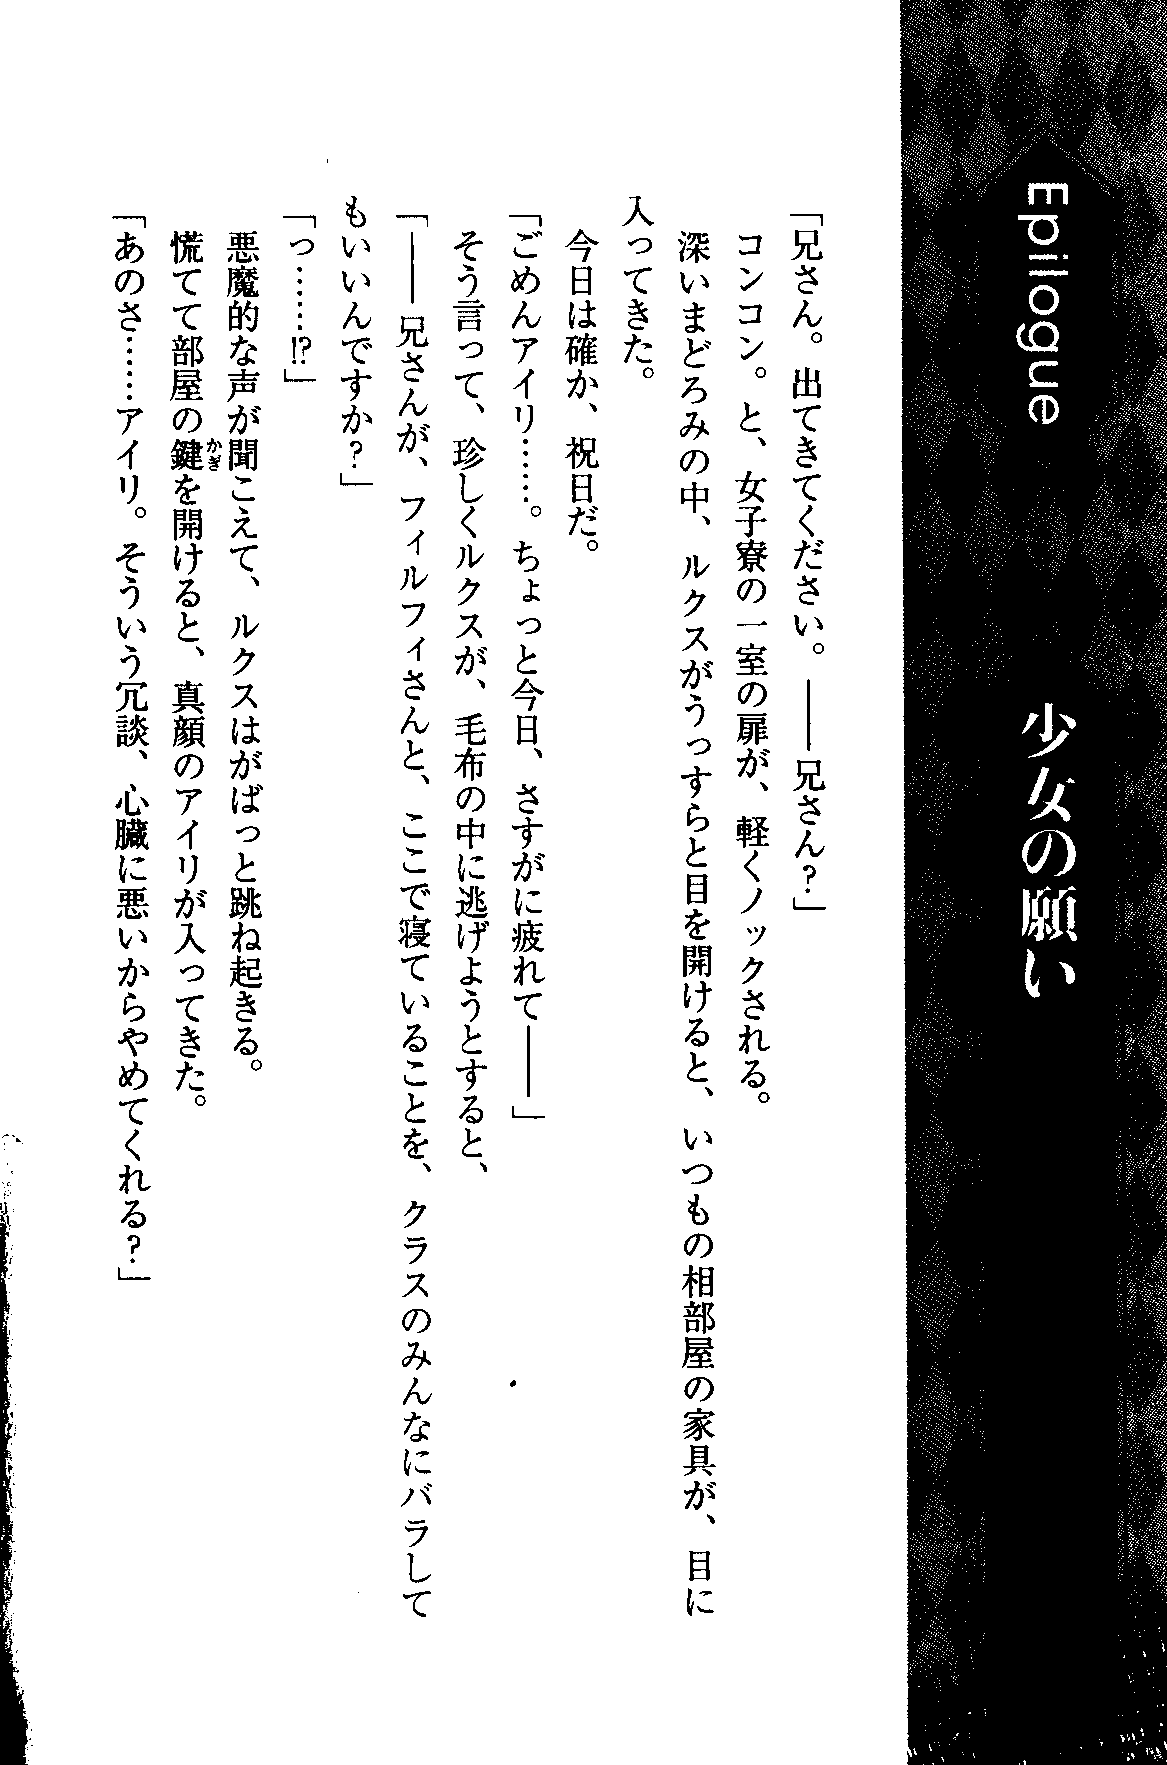 Epilogue 少女の願い
「兄さん。出てきてください。――兄さん？」
コンコン。と、女子寮の一室の扉が、軽くノックされる。
深いまどろみの中、ルクスがうっすらと目を開けると、いつもの相部屋の家具が、目に
入ってきた。
今日は確か、祝日だ。
「ごめんアイリ……。ちょっと今日、さすがに疲れて――」
そう言って、珍しくルクスが、毛布の中に逃げようとすると、
「――兄さんが、フィルフィさんと、ここで寝ていることを、クラスのみんなにバラして
もいいんですか？」
「っ……!?」
悪魔的な声が聞こえて、ルクスはがばっと跳ね起きる。
慌てて部屋の鍵かぎを開けると、真顔のアイリが入ってきた。
「あのさ……アイリ。そういう冗談、心臓に悪いからやめてくれる？」